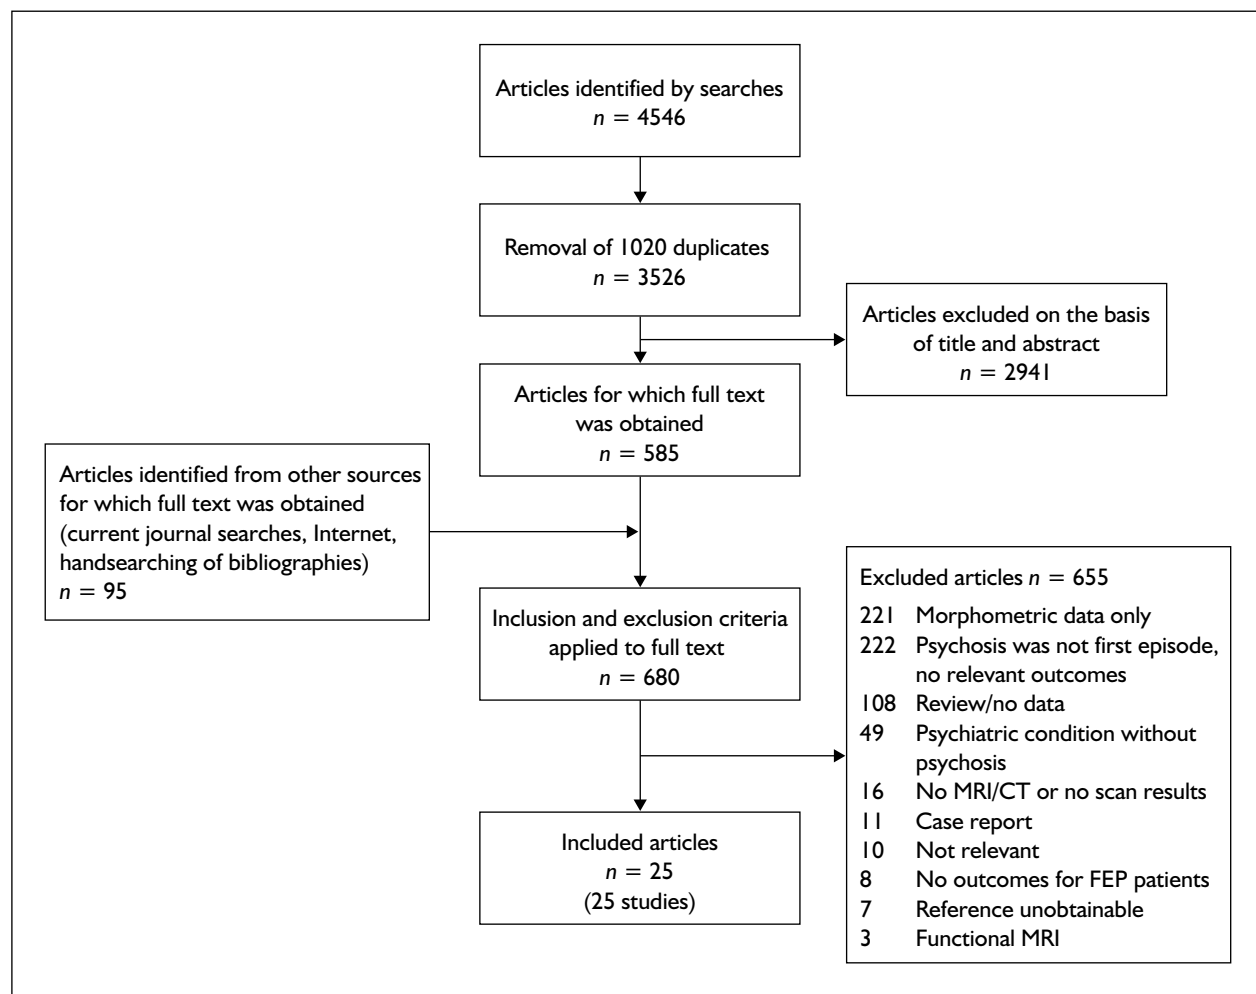 Articles identified by searches
n = 4546
Removal of 1020 duplicates
n = 3526
Articles excluded on the basis
of title and abstract
n = 2941
Articles for which full text
was obtained
n = 585
Articles identified from other sources
for which full text was obtained
(current journal searches, Internet,
handsearching of bibliographies)
n = 95
Inclusion and exclusion criteria
applied to full text
n = 680
Excluded articles n = 655
221 Morphometric data only
222 Psychosis was not first episode,
no relevant outcomes
108 Review/no data
49 Psychiatric condition without
psychosis
16 No MRI/CT or no scan results
11 Case report
10 Not relevant
8 No outcomes for FEP patients
7 Reference unobtainable
3 Functional MRI
Included articles
n = 25
(25 studies)